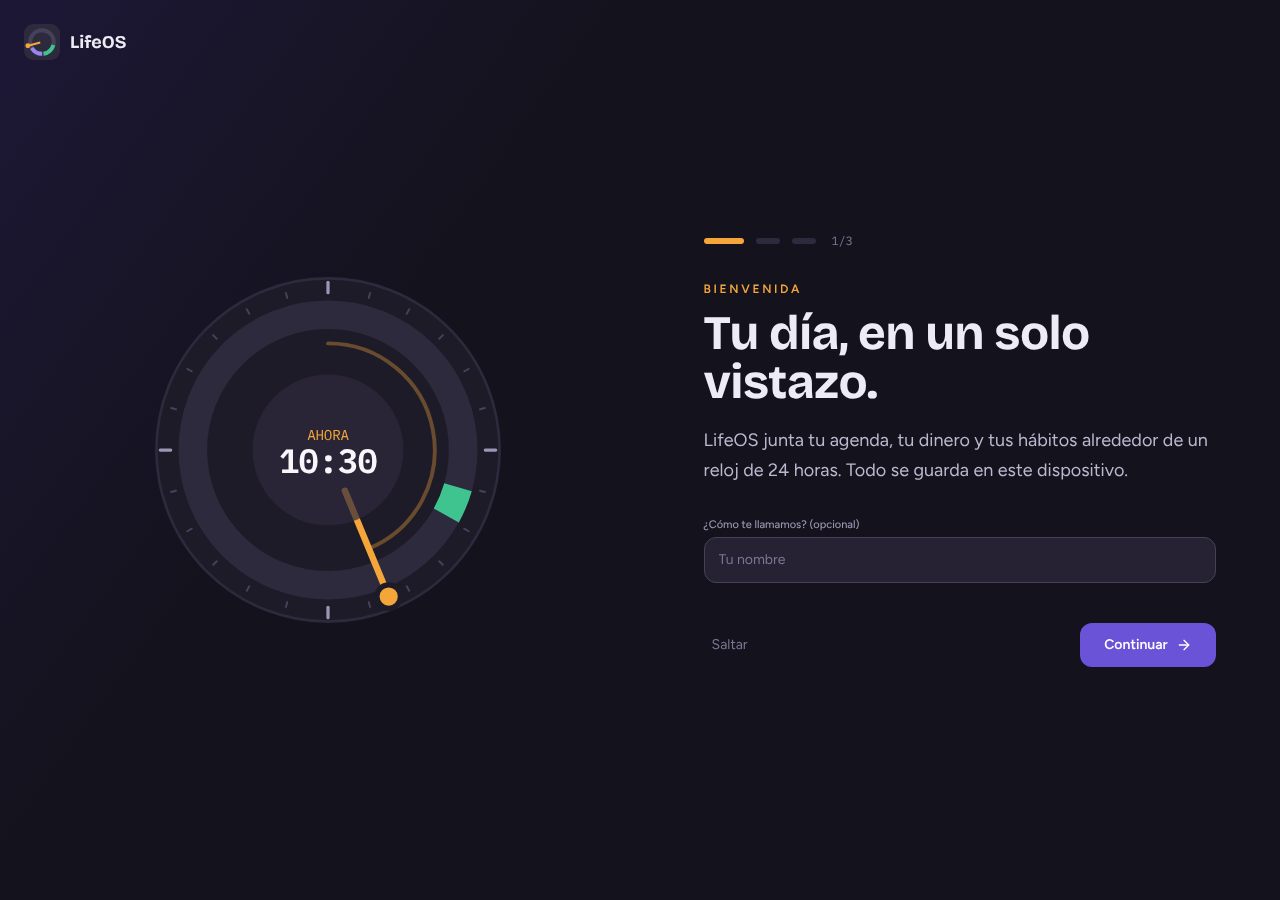 LifeOS
1/3
BIENVENIDA
Tu día, en un solo
vistazo.
LifeOS junta tu agenda, tu dinero y tus hábitos alrededor de un
reloj de 24 horas. Todo se guarda en este dispositivo.
AHORA
10:30
¿Cómo te llamamos? (opcional)
Tu nombre
Saltar
Continuar